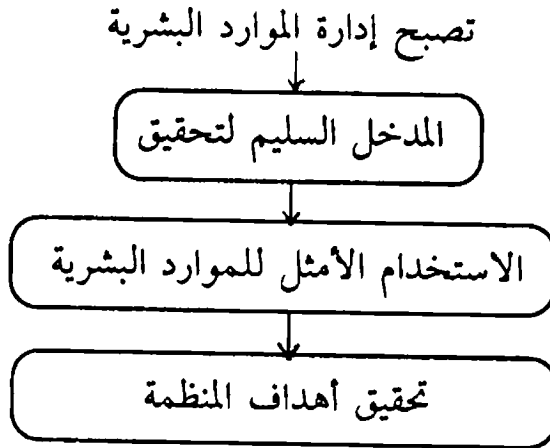 تصبح إدارة الموارد البشرية
المدخل السليم لتحقيق
الاستخدام الأمثل للموارد البشرية
تحقيق أهداف المنظمة